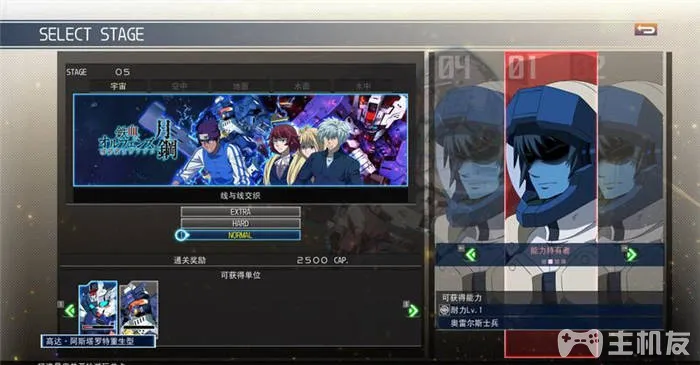 SELECT STAGE
STAGE 05
宇宙 空中 地面 水面 水中
鉄血
オルフェンズ
月鋼
线与线交织
EXTRA
HARD
NORMAL
通关奖励 2500 CAP.
可获得单位
高达·阿斯塔罗特重生型
04 01 02
能力持有者
可获得能力
耐力Lv.1
奥雷尔斯士兵
主机友